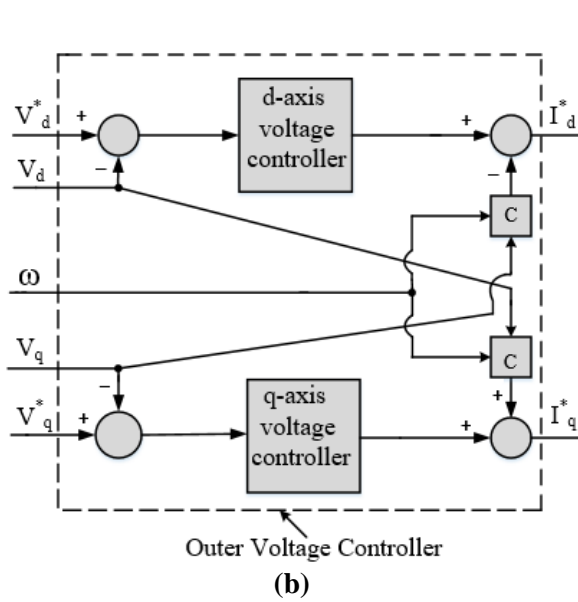 V*d + d-axis voltage controller + I*d
− −
Vd
C
ω
Vq
C
− +
V*q + q-axis voltage controller + I*q
Outer Voltage Controller
(b)